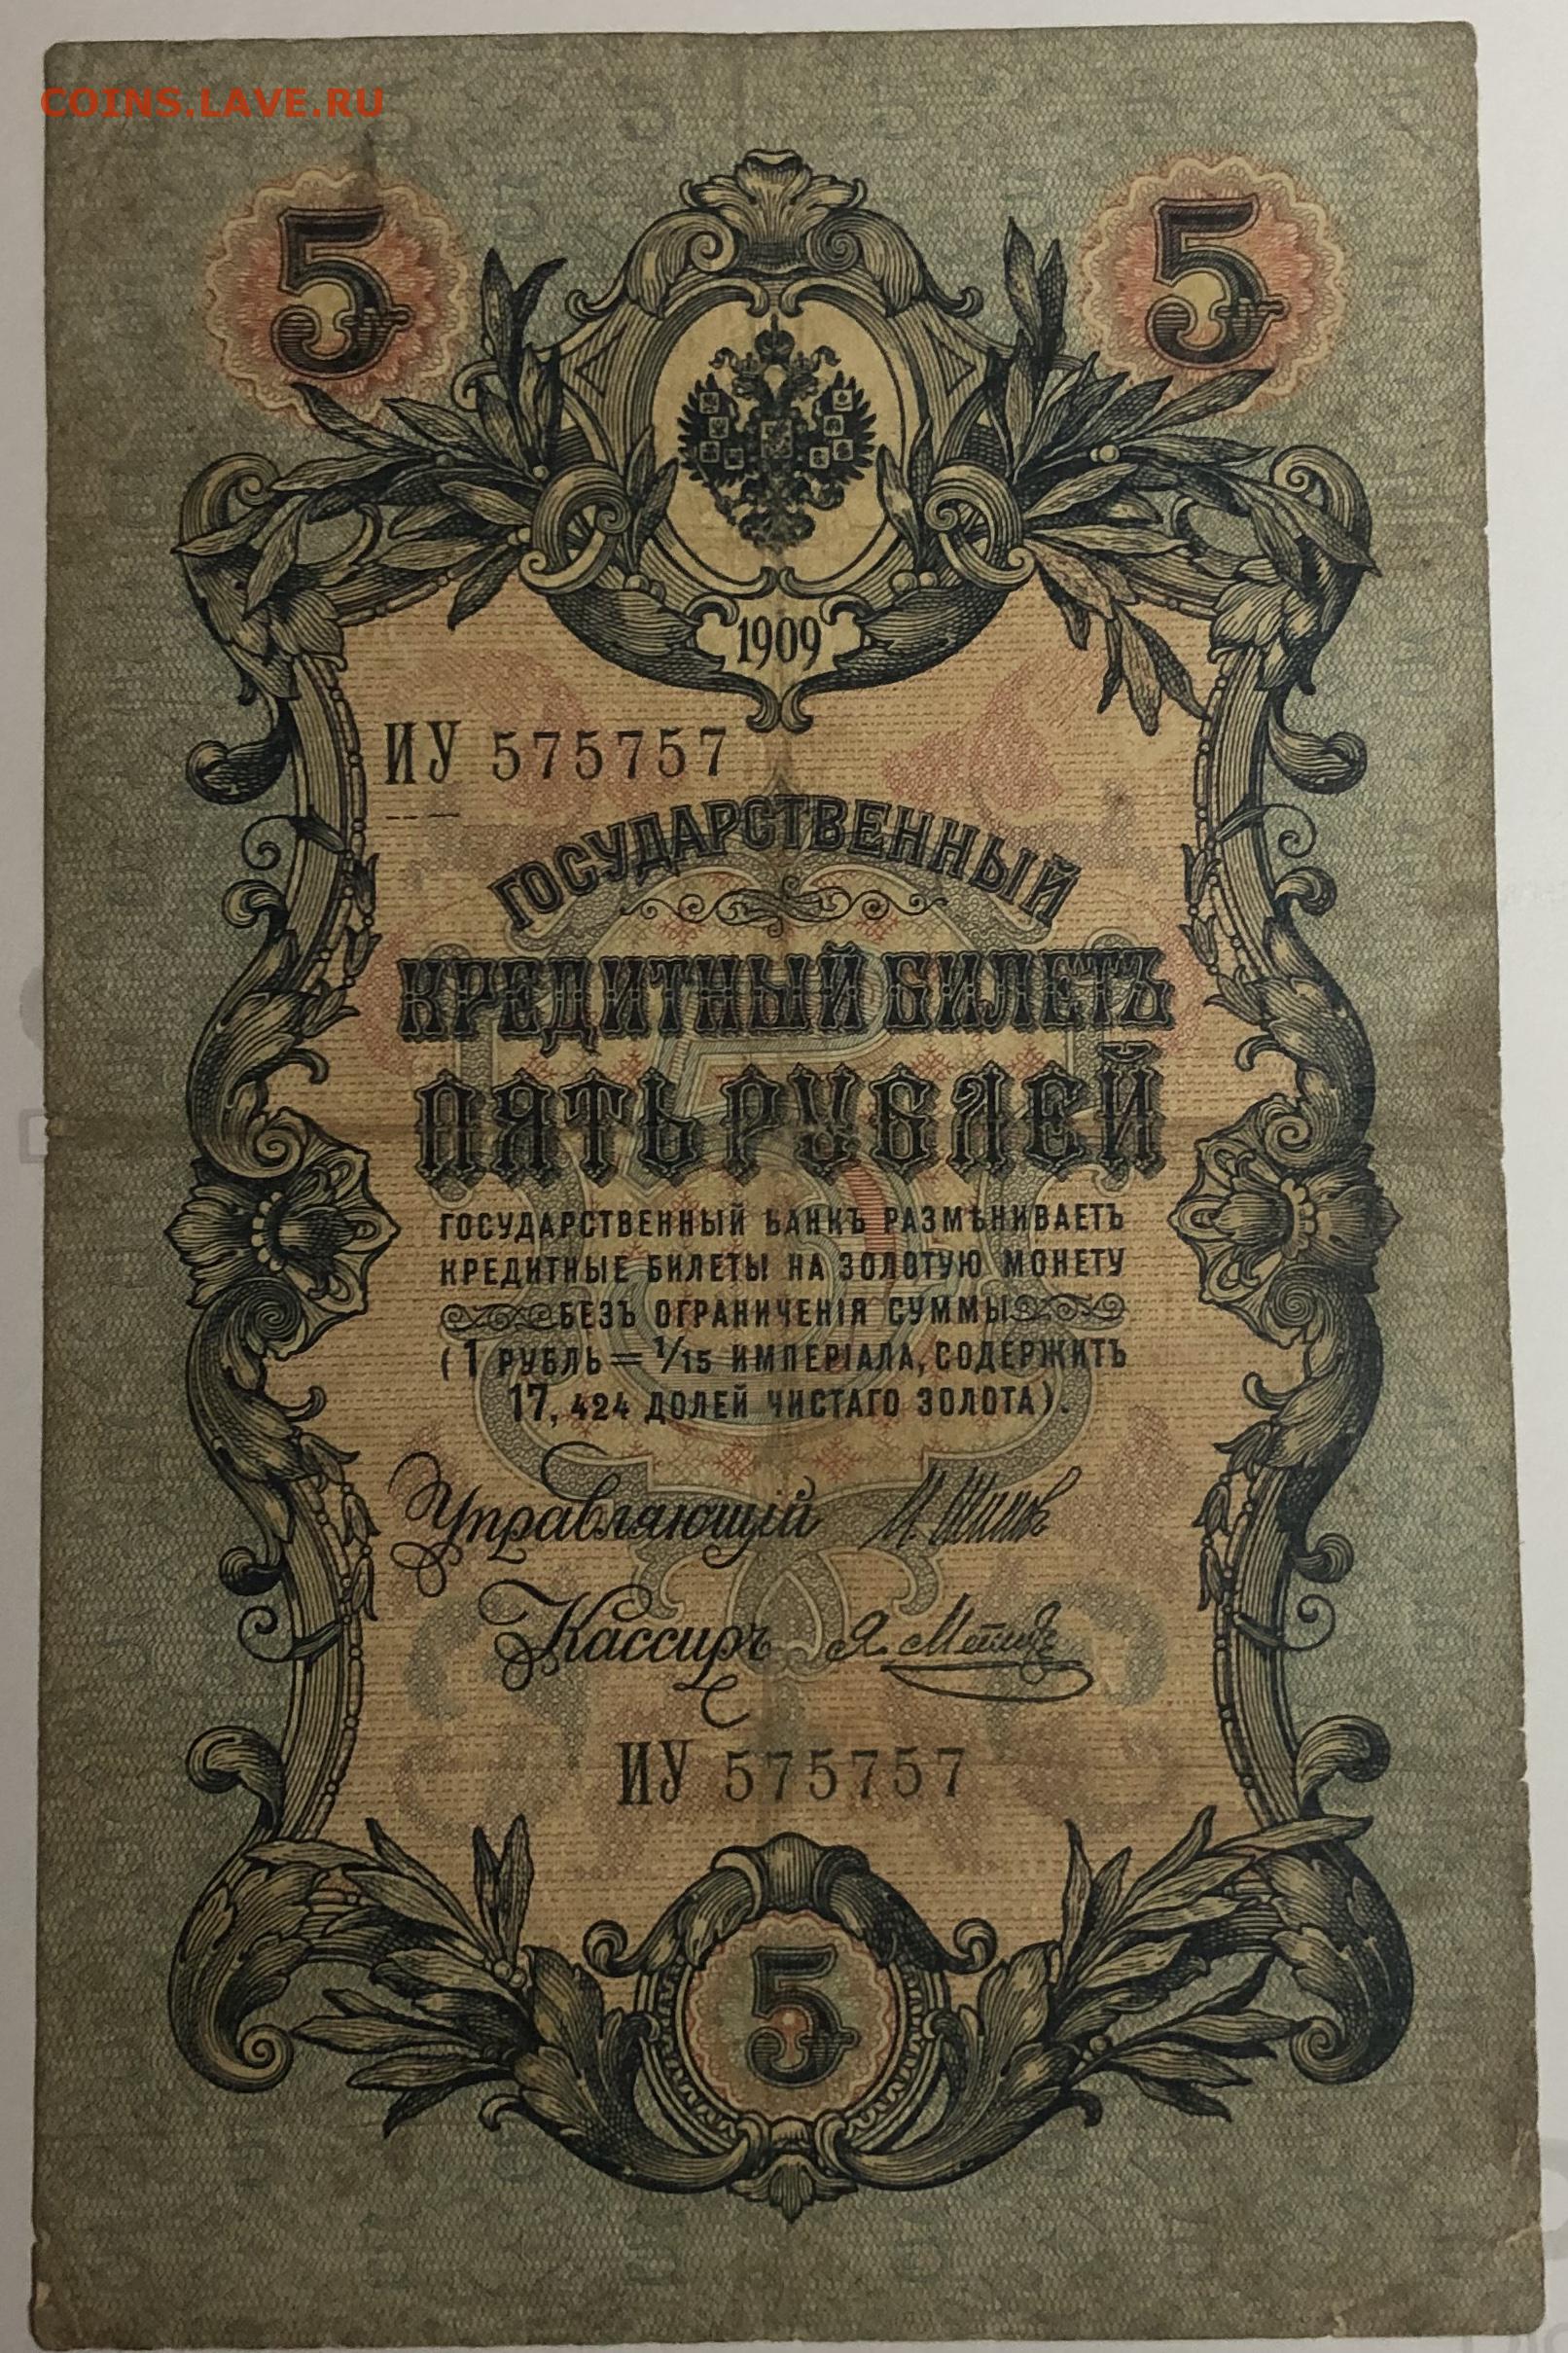 COINS.LAVE.RU
5 5
1909
ИУ 575757
ГОСУДАРСТВЕННЫЙ
КРЕДИТНЫЙ БИЛЕТЪ
ПЯТЬ РУБЛЕЙ
ГОСУДАРСТВЕННЫЙ БАНКЪ РАЗМѢНИВАЕТЪ
КРЕДИТНЫЕ БИЛЕТЫ НА ЗОЛОТУЮ МОНЕТУ
БЕЗЪ ОГРАНИЧЕНІЯ СУММЫ
(1 РУБЛЬ = 1/15 ИМПЕРІАЛА, СОДЕРЖИТЪ
17, 424 ДОЛЕЙ ЧИСТАГО ЗОЛОТА).
Управляющій И. Шипов
Кассиръ Я. Метц
ИУ 575757
5